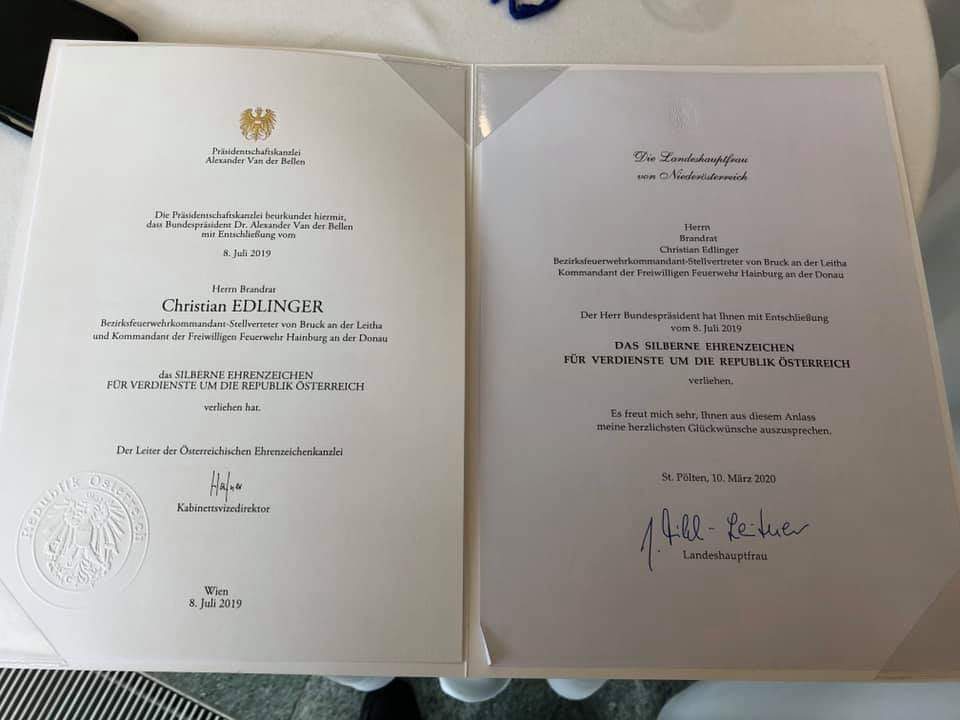 Präsidentschaftskanzlei
Alexander Van der Bellen
Die Präsidentschaftskanzlei beurkundet hiermit,
dass Bundespräsident Dr. Alexander Van der Bellen
mit Entschließung vom
8. Juli 2019
Herrn Brandrat
Christian EDLINGER
Bezirksfeuerwehrkommandant-Stellverteter von Bruck an der Leitha
und Kommandant der Freiwilligen Feuerwehr Hainburg an der Donau
das SILBERNE EHRENZEICHEN
FÜR VERDIENSTE UM DIE REPUBLIK ÖSTERREICH
verliehen hat.
Der Leiter der Österreichischen Ehrenzeichenkanzlei
Hafner
Kabinettsvizedirektor
Republik Österreich
Wien
8. Juli 2019
Die Landeshauptfrau
von Niederösterreich
Herrn
Brandrat
Christian Edlinger
Bezirksfeuerwehrkommandant-Stellvertreter von Bruck an der Leitha
Kommandant der Freiwilligen Feuerwehr Hainburg an der Donau
Der Herr Bundespräsident hat Ihnen mit Entschließung
vom 8. Juli 2019
DAS SILBERNE EHRENZEICHEN
FÜR VERDIENSTE UM DIE REPUBLIK ÖSTERREICH
verliehen.
Es freut mich sehr, Ihnen aus diesem Anlass
meine herzlichsten Glückwünsche auszusprechen.
St. Pölten, 10. März 2020
J. Mikl-Leitner
Landeshauptfrau